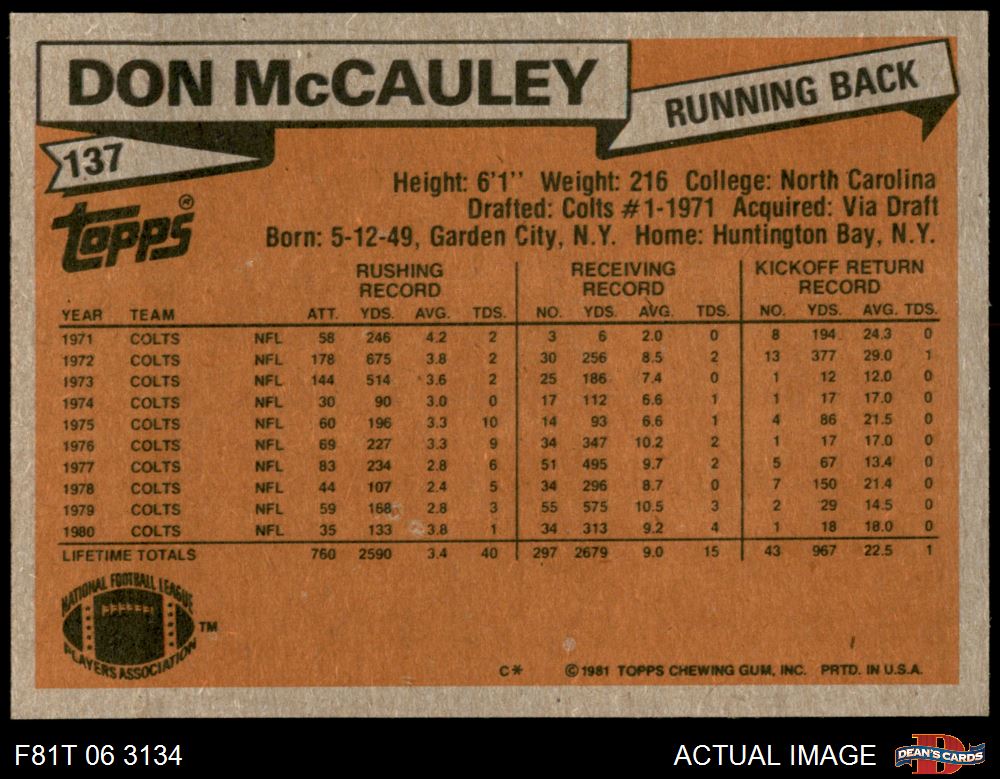 DON McCAULEY
RUNNING BACK
137
TOPPS®
Height: 6'1'' Weight: 216 College: North Carolina
Drafted: Colts #1-1971 Acquired: Via Draft
Born: 5-12-49, Garden City, N.Y. Home: Huntington Bay, N.Y.
RUSHING RECORD RECEIVING RECORD KICKOFF RETURN RECORD
YEAR TEAM ATT. YDS. AVG. TDS. NO. YDS. AVG. TDS. NO. YDS. AVG. TDS.
1971 COLTS NFL 58 246 4.2 2 3 6 2.0 0 8 194 24.3 0
1972 COLTS NFL 178 675 3.8 2 30 256 8.5 2 13 377 29.0 1
1973 COLTS NFL 144 514 3.6 2 25 186 7.4 0 1 12 12.0 0
1974 COLTS NFL 30 90 3.0 0 17 112 6.6 1 1 17 17.0 0
1975 COLTS NFL 60 196 3.3 10 14 93 6.6 1 4 86 21.5 0
1976 COLTS NFL 69 227 3.3 9 34 347 10.2 2 1 17 17.0 0
1977 COLTS NFL 83 234 2.8 6 51 495 9.7 2 5 67 13.4 0
1978 COLTS NFL 44 107 2.4 5 34 296 8.7 0 7 150 21.4 0
1979 COLTS NFL 59 168 2.8 3 55 575 10.5 3 2 29 14.5 0
1980 COLTS NFL 35 133 3.8 1 34 313 9.2 4 1 18 18.0 0
LIFETIME TOTALS 760 2590 3.4 40 297 2679 9.0 15 43 967 22.5 1
NATIONAL FOOTBALL LEAGUE
PLAYERS ASSOCIATION
TM
C* ©1981 TOPPS CHEWING GUM, INC. PRTD. IN U.S.A.
F81T 06 3134
ACTUAL IMAGE
D
DEAN'S CARDS